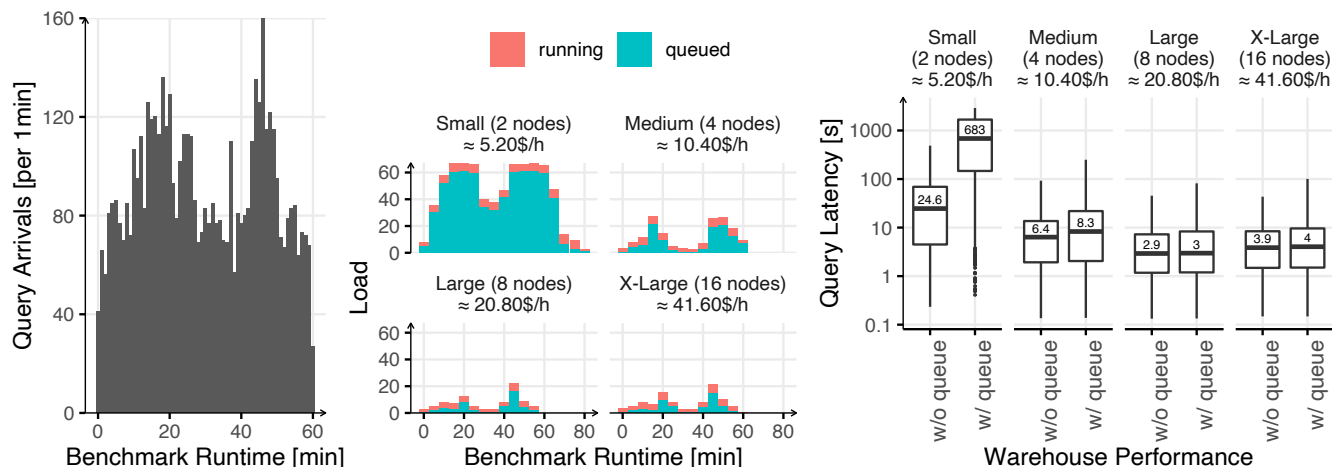 Query Arrivals [per 1min]
160
120
80
40
0
0 20 40 60
Benchmark Runtime [min]
running queued
Load
Small (2 nodes)
≈ 5.20$/h
Medium (4 nodes)
≈ 10.40$/h
60
40
20
0
Large (8 nodes)
≈ 20.80$/h
X-Large (16 nodes)
≈ 41.60$/h
60
40
20
0
0 20 40 60 80
0 20 40 60 80
Benchmark Runtime [min]
Query Latency [s]
Small
(2 nodes)
≈ 5.20$/h
Medium
(4 nodes)
≈ 10.40$/h
Large
(8 nodes)
≈ 20.80$/h
X-Large
(16 nodes)
≈ 41.60$/h
1000
100
10
1
0.1
24.6
683
6.4
8.3
2.9
3
3.9
4
w/o queue
w/ queue
w/o queue
w/ queue
w/o queue
w/ queue
w/o queue
w/ queue
Warehouse Performance